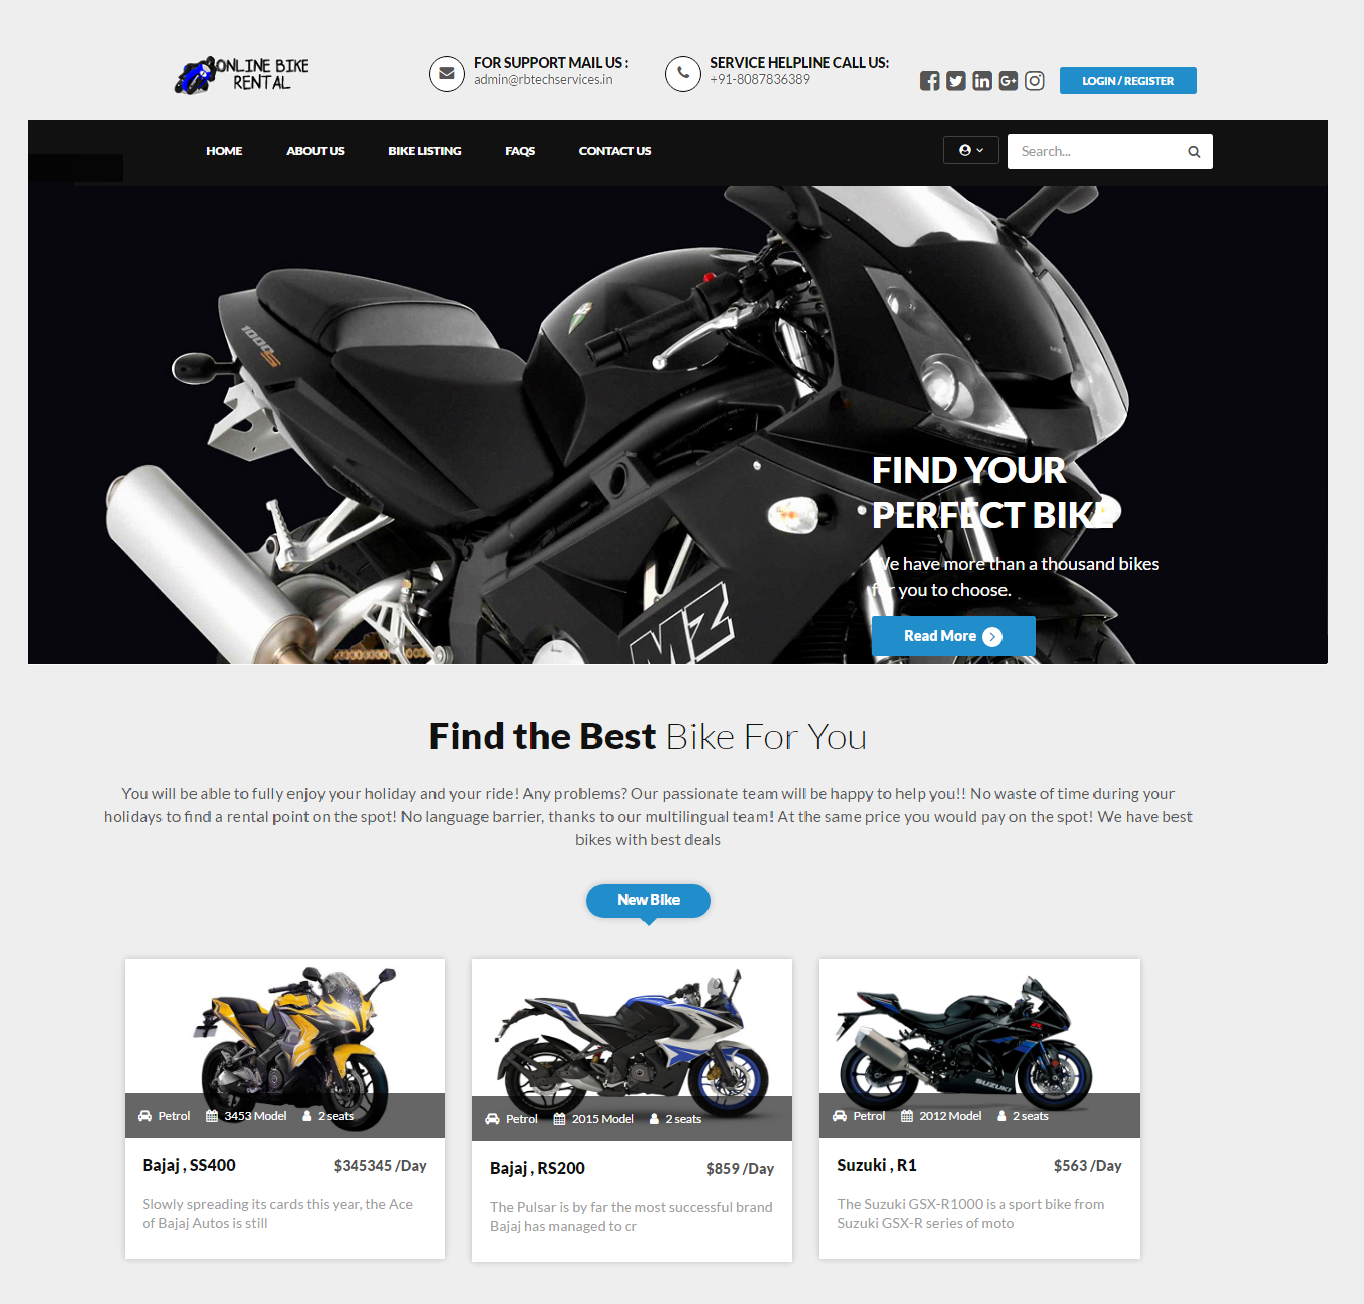 ONLINE BIKE
RENTAL
FOR SUPPORT MAIL US :
admin@rbtechservices.in
SERVICE HELPLINE CALL US:
+91-8087836389
LOGIN / REGISTER
HOME ABOUT US BIKE LISTING FAQS CONTACT US
Search...
1000S
MZ
FIND YOUR
PERFECT BIKE
We have more than a thousand bikes
for you to choose.
Read More
Find the Best Bike For You
You will be able to fully enjoy your holiday and your ride! Any problems? Our passionate team will be happy to help you!! No waste of time during your
holidays to find a rental point on the spot! No language barrier, thanks to our multilingual team! At the same price you would pay on the spot! We have best
bikes with best deals
New Bike
Petrol 3453 Model 2 seats
Bajaj , SS400 $345345 /Day
Slowly spreading its cards this year, the Ace
of Bajaj Autos is still
Petrol 2015 Model 2 seats
Bajaj , RS200 $859 /Day
The Pulsar is by far the most successful brand
Bajaj has managed to cr
SUZUKI
Petrol 2012 Model 2 seats
Suzuki , R1 $563 /Day
The Suzuki GSX-R1000 is a sport bike from
Suzuki GSX-R series of moto